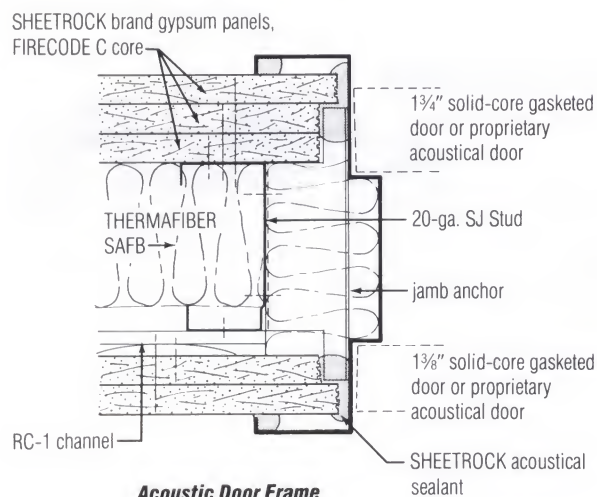 SHEETROCK brand gypsum panels,
FIRECODE C core
1¾″ solid-core gasketed
door or proprietary
acoustical door
THERMAFIBER
SAFB
20-ga. SJ Stud
jamb anchor
1⅜″ solid-core gasketed
door or proprietary
acoustical door
RC-1 channel
SHEETROCK acoustical
sealant
Acoustic Door Frame